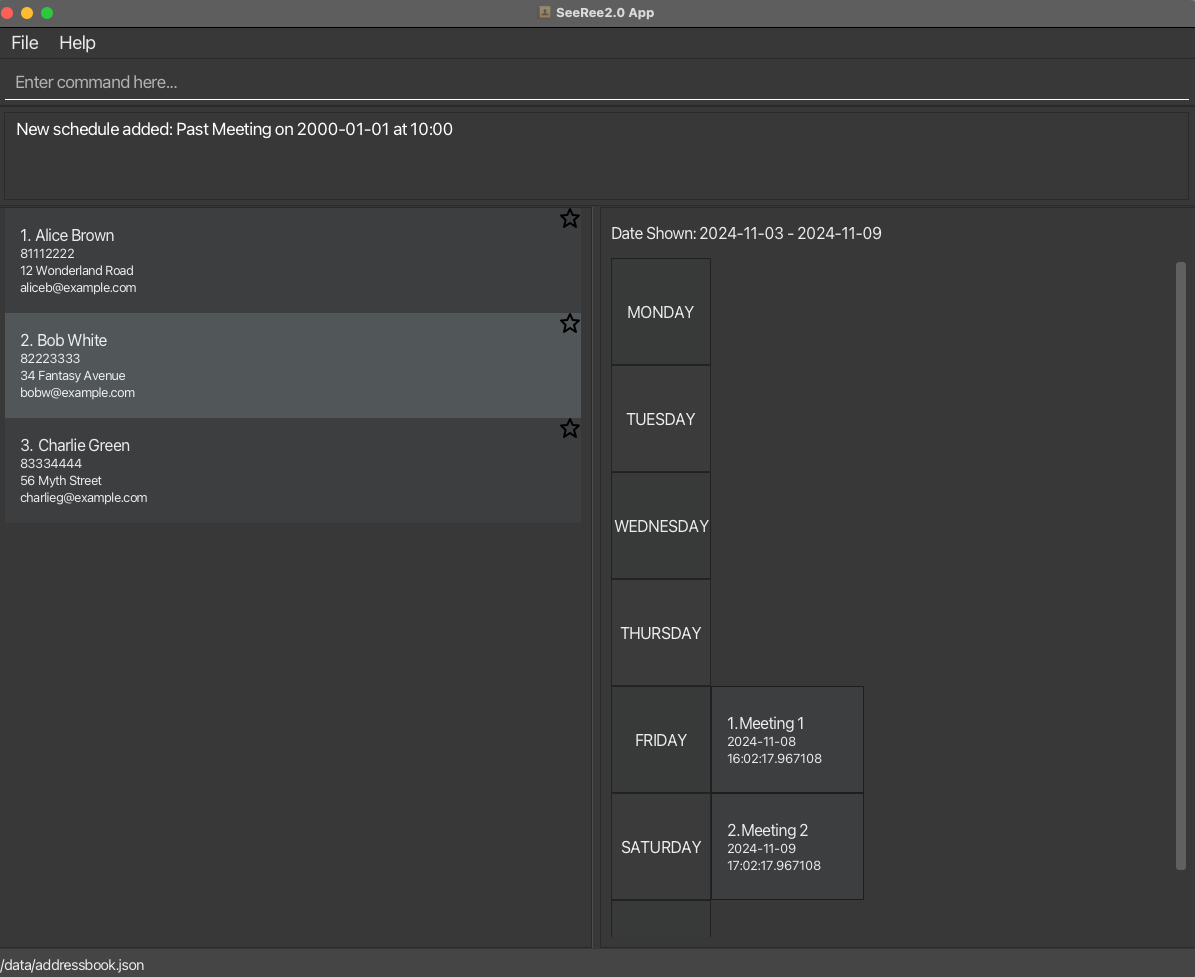 SeeRee2.0 App
File Help
Enter command here...
New schedule added: Past Meeting on 2000-01-01 at 10:00
1. Alice Brown
81112222
12 Wonderland Road
aliceb@example.com
2. Bob White
82223333
34 Fantasy Avenue
bobw@example.com
3. Charlie Green
83334444
56 Myth Street
charlieg@example.com
Date Shown: 2024-11-03 - 2024-11-09
MONDAY
TUESDAY
WEDNESDAY
THURSDAY
FRIDAY
1.Meeting 1
2024-11-08
16:02:17.967108
SATURDAY
2.Meeting 2
2024-11-09
17:02:17.967108
/data/addressbook.json